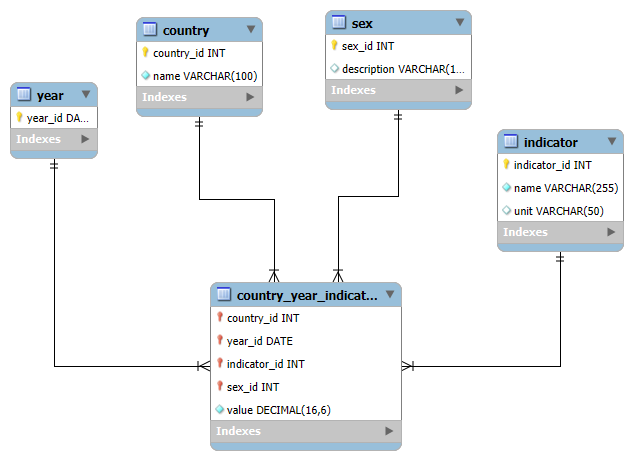 year
year_id DA...
Indexes
country
country_id INT
name VARCHAR(100)
Indexes
sex
sex_id INT
description VARCHAR(1...
Indexes
indicator
indicator_id INT
name VARCHAR(255)
unit VARCHAR(50)
Indexes
country_year_indicat...
country_id INT
year_id DATE
indicator_id INT
sex_id INT
value DECIMAL(16,6)
Indexes